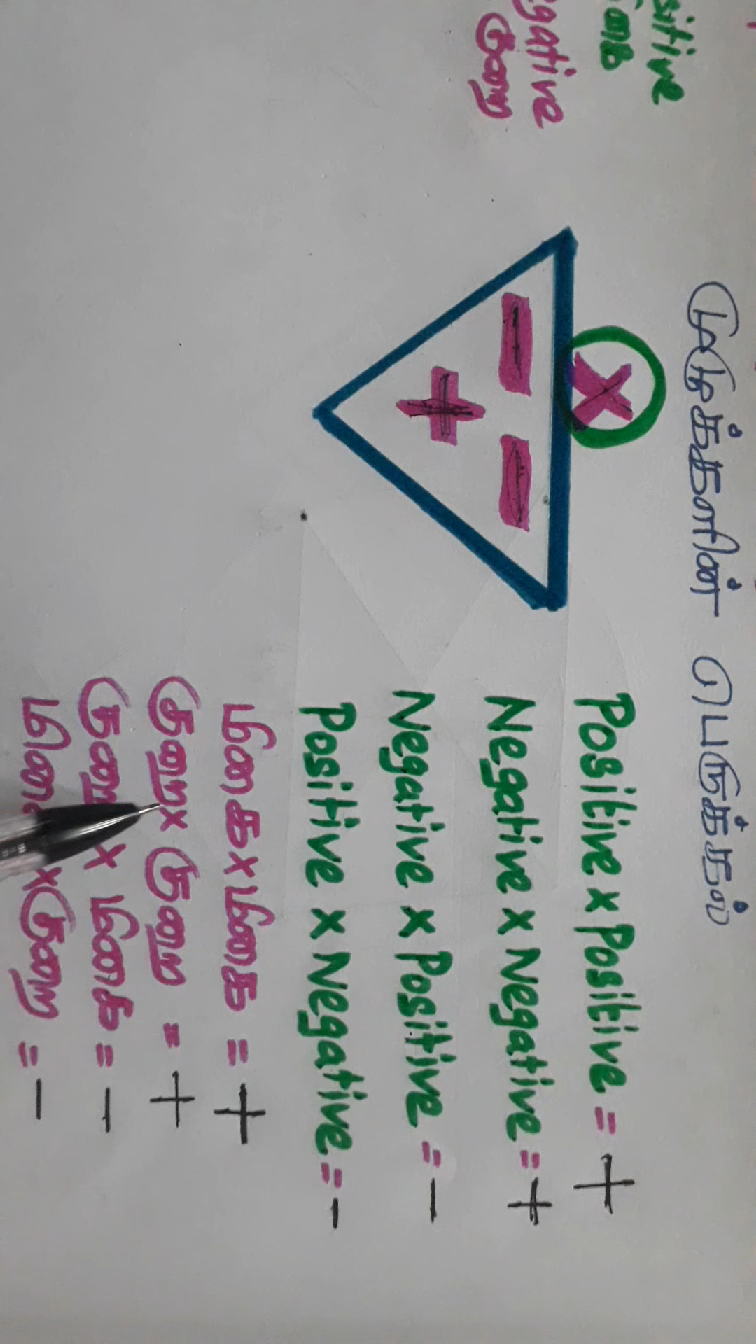 முழுக்களின் பெருக்கல்
×
− −
+
Positive × Positive = +
Negative × Negative = +
Negative × Positive = −
Positive × Negative = −
மிகை × மிகை = +
குறை × குறை = +
குறை × மிகை = −
மிகை × குறை = −